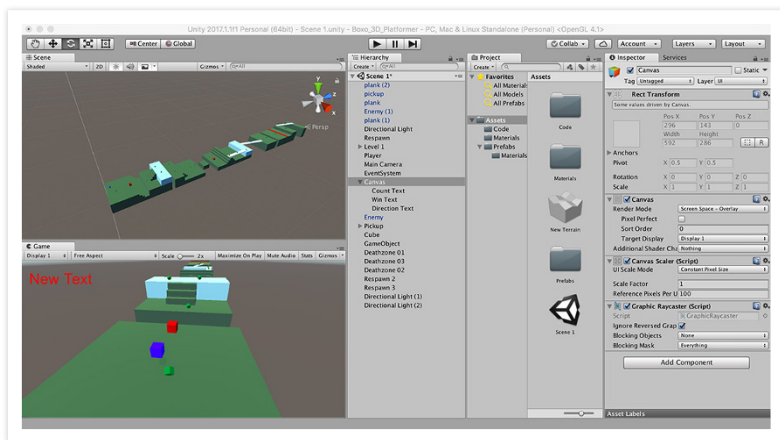 Unity 2017.1.1f1 Personal (64bit) - Scene 1.unity - Boxo_3D_Platformer - PC, Mac & Linux Standalone (Personal) <OpenGL 4.1>
Center Global
Collab Account Layers Layout
Scene
Shaded 2D Gizmos All
y
z
Persp
Game
Display 1 Free Aspect Scale 2x Maximize On Play Mute Audio Stats Gizmos
New Text
Hierarchy
Create All
Scene 1*
plank (2)
pickup
plank
Enemy (1)
plank (1)
Directional Light
Respawn
Level 1
Player
Main Camera
EventSystem
Canvas
Count Text
Win Text
Direction Text
Enemy
Pickup
Cube
GameObject
Deathzone 01
Deathzone 03
Deathzone 02
Respawn 2
Respawn 3
Directional Light (1)
Directional Light (2)
Project
Create
Favorites
All Material
All Models
All Prefabs
Assets
Code
Materials
Prefabs
Materials
Assets
Code
Materials
New Terrain
Prefabs
Scene 1
Inspector Services
Canvas Static
Tag Untagged Layer UI
Rect Transform
Some values driven by Canvas.
Pos X Pos Y Pos Z
296 143 0
Width Height
592 286
R
Anchors
Pivot X 0.5 Y 0.5
Rotation X 0 Y 0 Z 0
Scale X 1 Y 1 Z 1
Canvas
Render Mode Screen Space - Overlay
Pixel Perfect
Sort Order 0
Target Display Display 1
Additional Shader Cha Nothing
Canvas Scaler (Script)
UI Scale Mode Constant Pixel Size
Scale Factor 1
Reference Pixels Per U 100
Graphic Raycaster (Script)
Script GraphicRaycaster
Ignore Reversed Grap
Blocking Objects None
Blocking Mask Everything
Add Component
Asset Labels